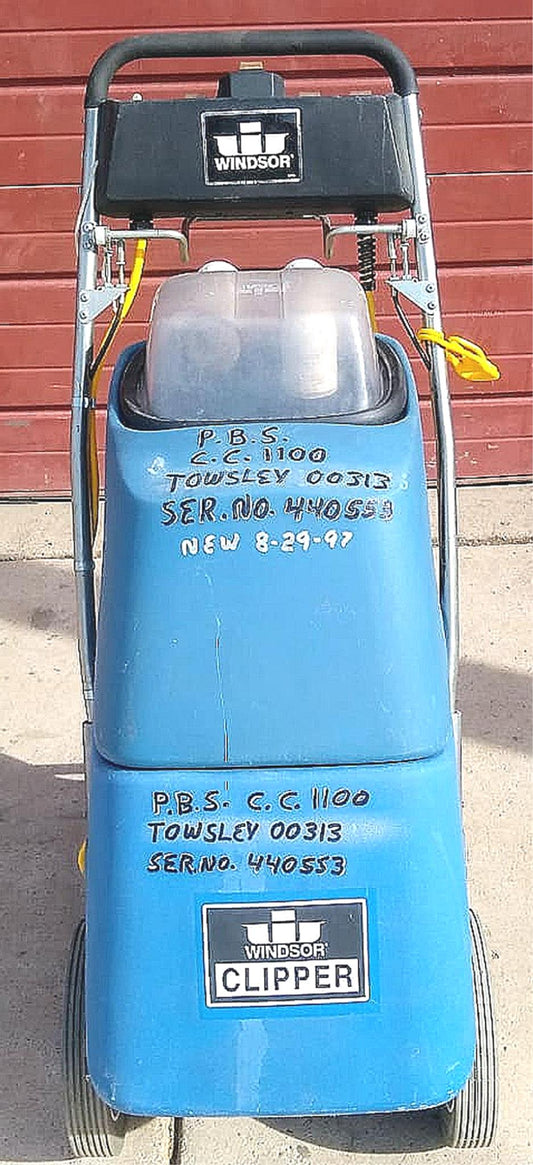 WINDSOR
P.B.S.
C.C. 1100
TOWSLEY 00313
SER. NO. 440553
NEW 8-29-97
P.B.S. C.C. 1100
TOWSLEY 00313
SER.NO. 440553
WINDSOR
CLIPPER